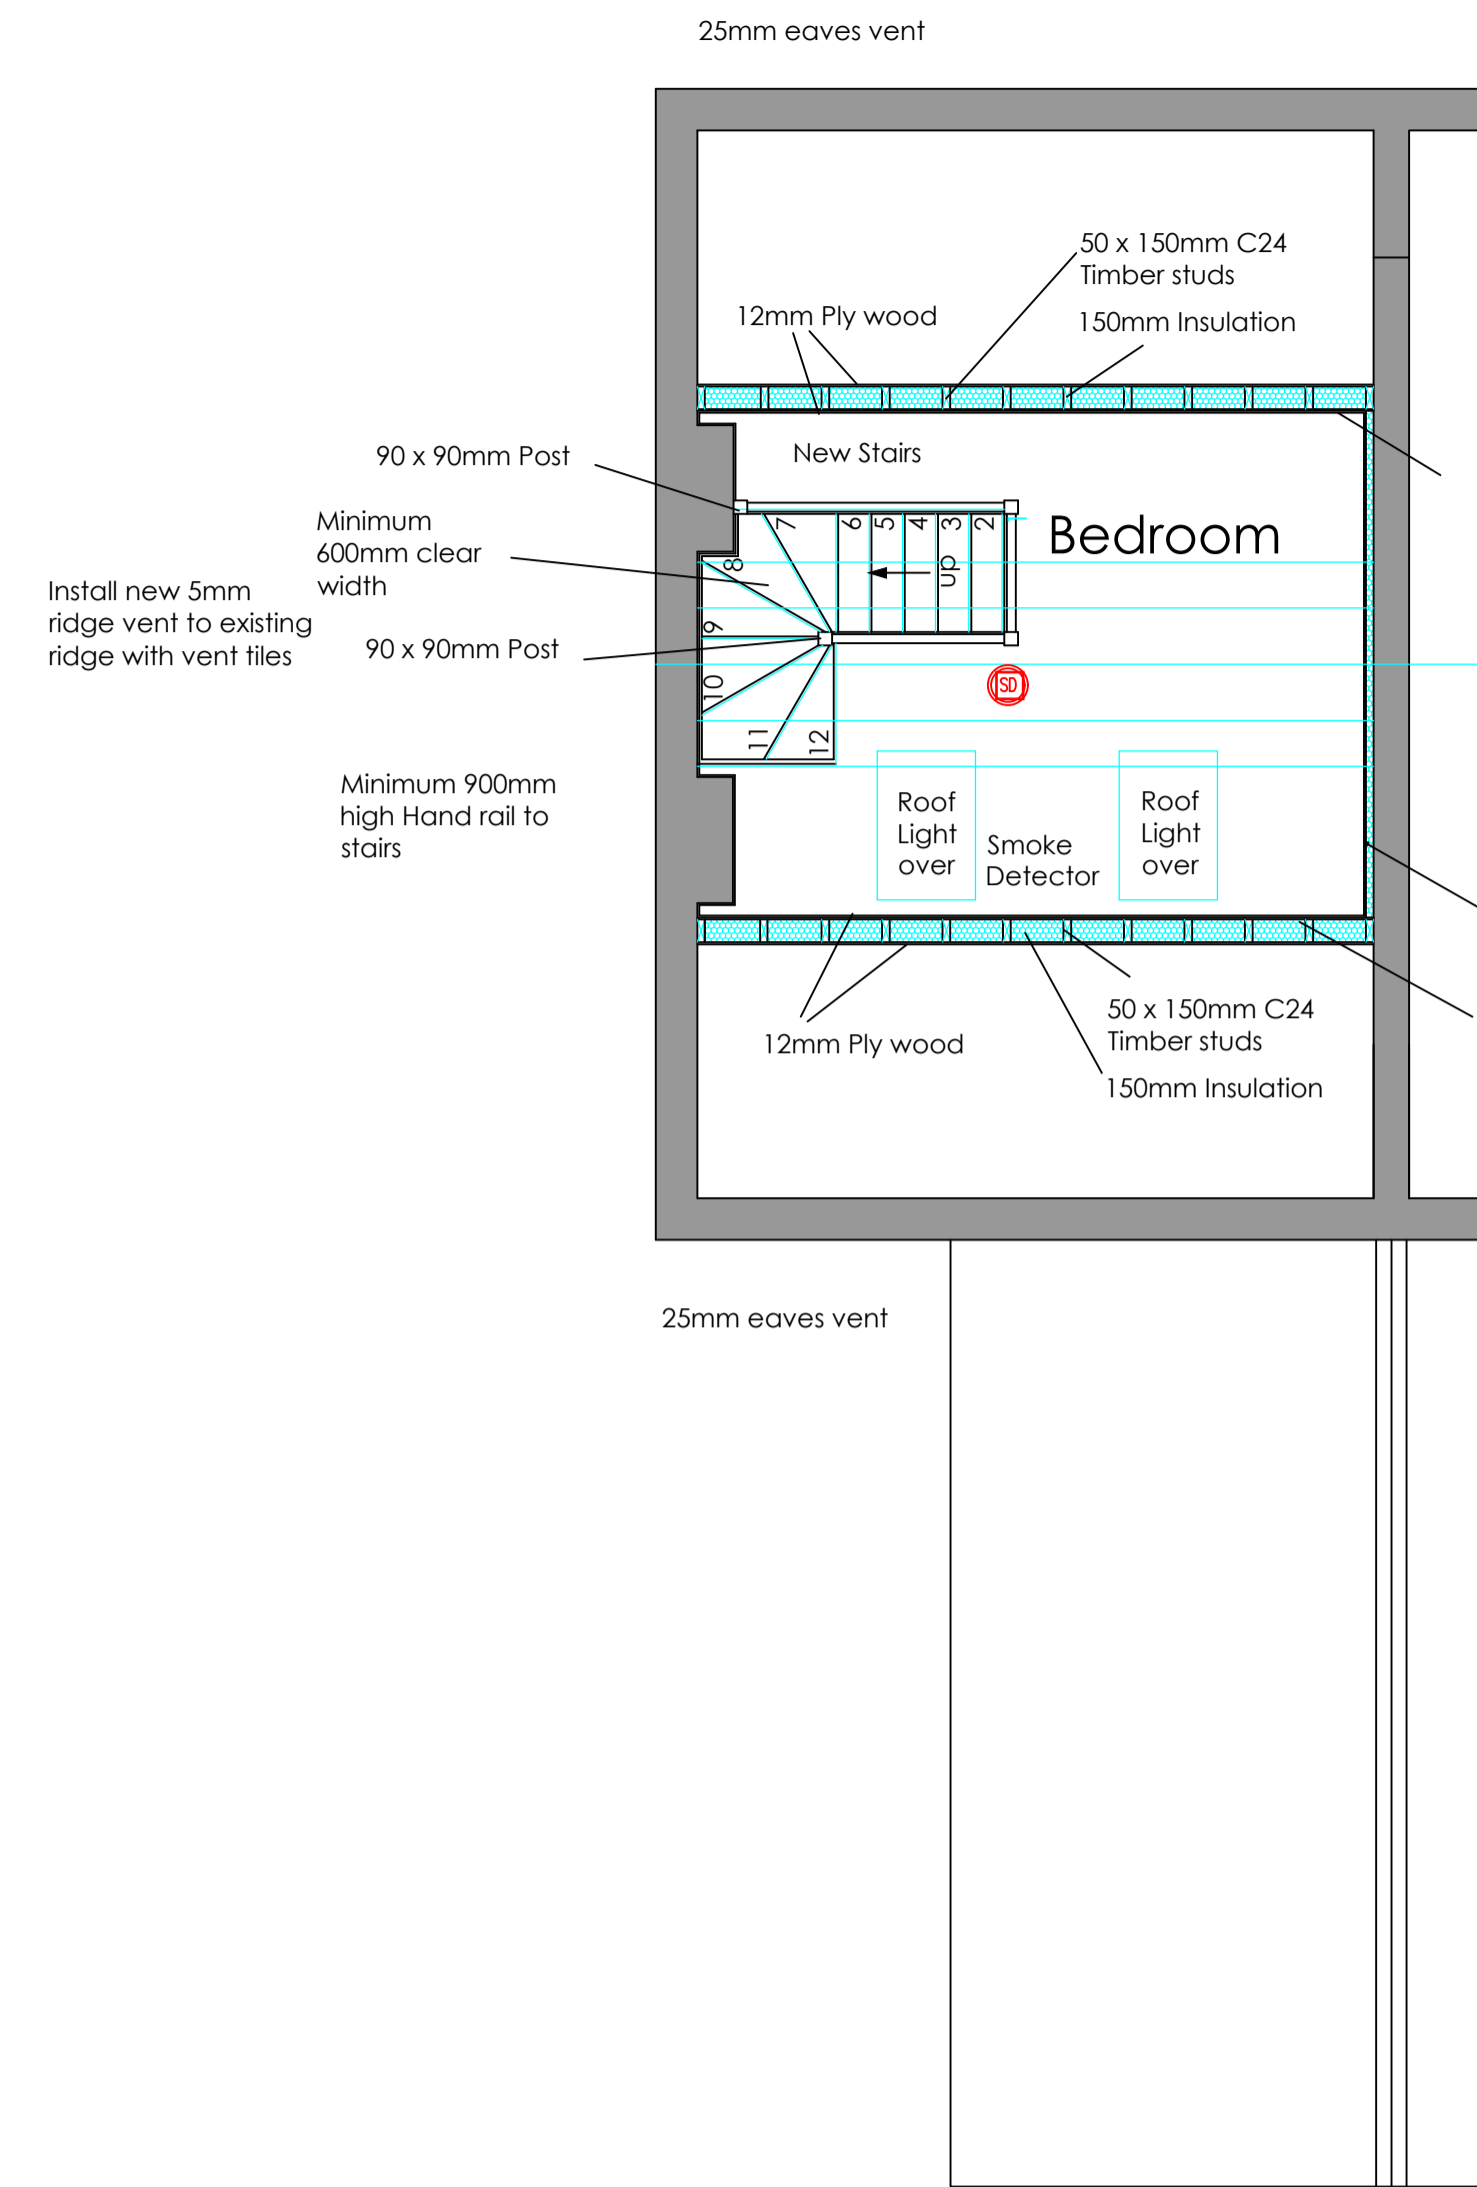 25mm eaves vent
50 x 150mm C24
Timber studs
12mm Ply wood
150mm Insulation
New Stairs
90 x 90mm Post
Minimum
600mm clear
width
Bedroom
7
6
5
4
3
2
up
8
9
10
11
12
Install new 5mm
ridge vent to existing
ridge with vent tiles
90 x 90mm Post
SD
Minimum 900mm
high Hand rail to
stairs
Roof
Light
over
Smoke
Detector
Roof
Light
over
12mm Ply wood
50 x 150mm C24
Timber studs
150mm Insulation
25mm eaves vent